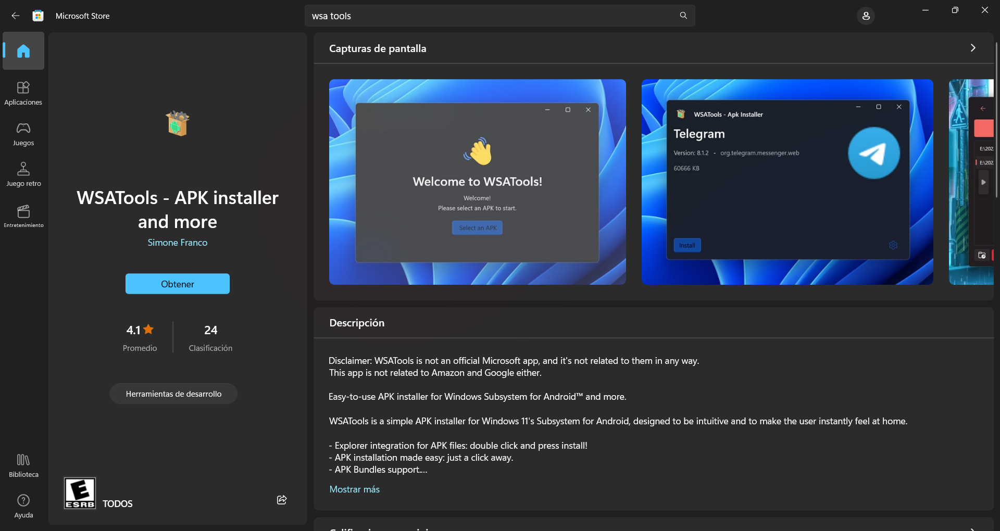 Microsoft Store
wsa tools
Aplicaciones
Juegos
Juego retro
Entretenimiento
Biblioteca
Ayuda
WSATools - APK installer
and more
Simone Franco
Obtener
4.1
Promedio
24
Clasificación
Herramientas de desarrollo
E
ESRB
TODOS
Capturas de pantalla
Welcome to WSATools!
Welcome!
Please select an APK to start.
Select an APK
WSATools - Apk Installer
Telegram
Version: 8.1.2 - org.telegram.messenger.web
60666 KB
Install
E:\202
E:\202
Descripción
Disclaimer: WSATools is not an official Microsoft app, and it's not related to them in any way.
This app is not related to Amazon and Google either.
Easy-to-use APK installer for Windows Subsystem for Android™ and more.
WSATools is a simple APK installer for Windows 11's Subsystem for Android, designed to be intuitive and to make the user instantly feel at home.
- Explorer integration for APK files: double click and press install!
- APK installation made easy: just a click away.
- APK Bundles support....
Mostrar más